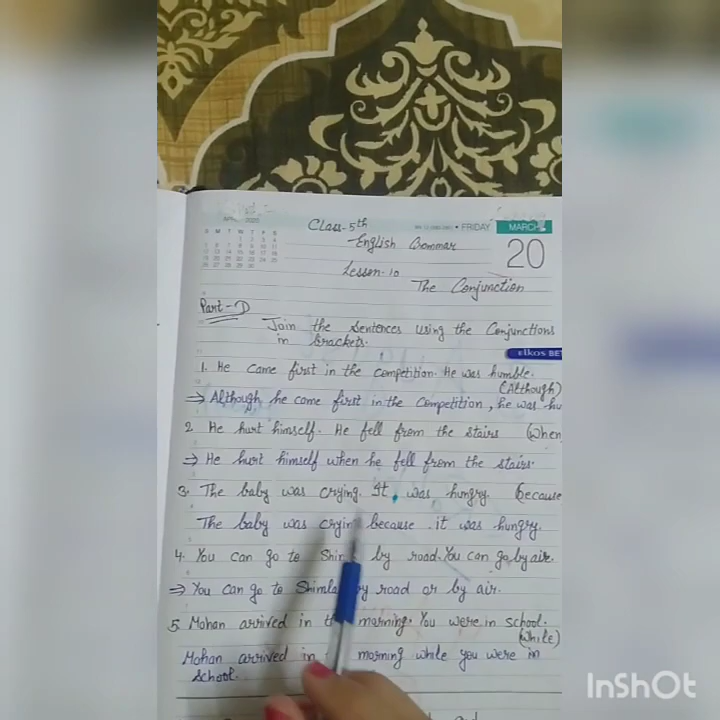 Class-5th
FRIDAY MARCH
English Grammar
20
Lesson-10
The Conjunction
Part-D
Join the sentences using the Conjunctions
in brackets.
elkos BE
1. He came first in the competition. He was humble.
(Although)
⇒ Although he came first in the Competition, he was hu
2 He hurt himself. He fell from the stairs (When
⇒ He hurt himself when he fell from the stairs.
3. The baby was crying. It was hungry. (because
The baby was cryin because it was hungry.
4. You can go to Shim by road. You can go by air.
⇒ You can go to Shimla by road or by air.
5. Mohan arrived in th morning. You were in school.
(While)
Mohan arrived in t morning while you were in
school.
InShOt